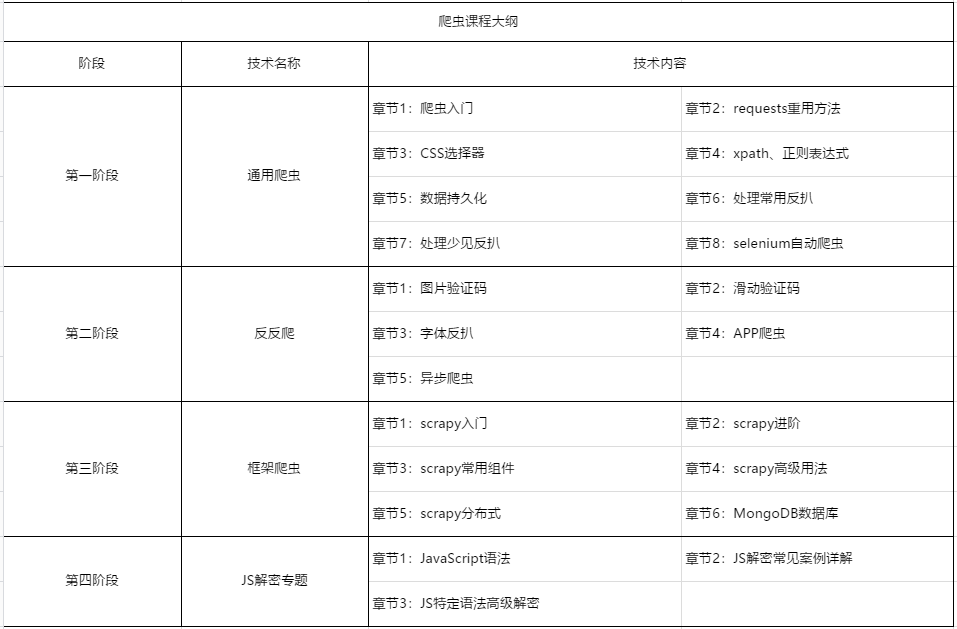 爬虫课程大纲
阶段 技术名称 技术内容
章节1：爬虫入门 章节2：requests重用方法
章节3：CSS选择器 章节4：xpath、正则表达式
第一阶段 通用爬虫
章节5：数据持久化 章节6：处理常用反扒
章节7：处理少见反扒 章节8：selenium自动爬虫
章节1：图片验证码 章节2：滑动验证码
第二阶段 反反爬 章节3：字体反扒 章节4：APP爬虫
章节5：异步爬虫
章节1：scrapy入门 章节2：scrapy进阶
第三阶段 框架爬虫 章节3：scrapy常用组件 章节4：scrapy高级用法
章节5：scrapy分布式 章节6：MongoDB数据库
章节1：JavaScript语法 章节2：JS解密常见案例详解
第四阶段 JS解密专题
章节3：JS特定语法高级解密